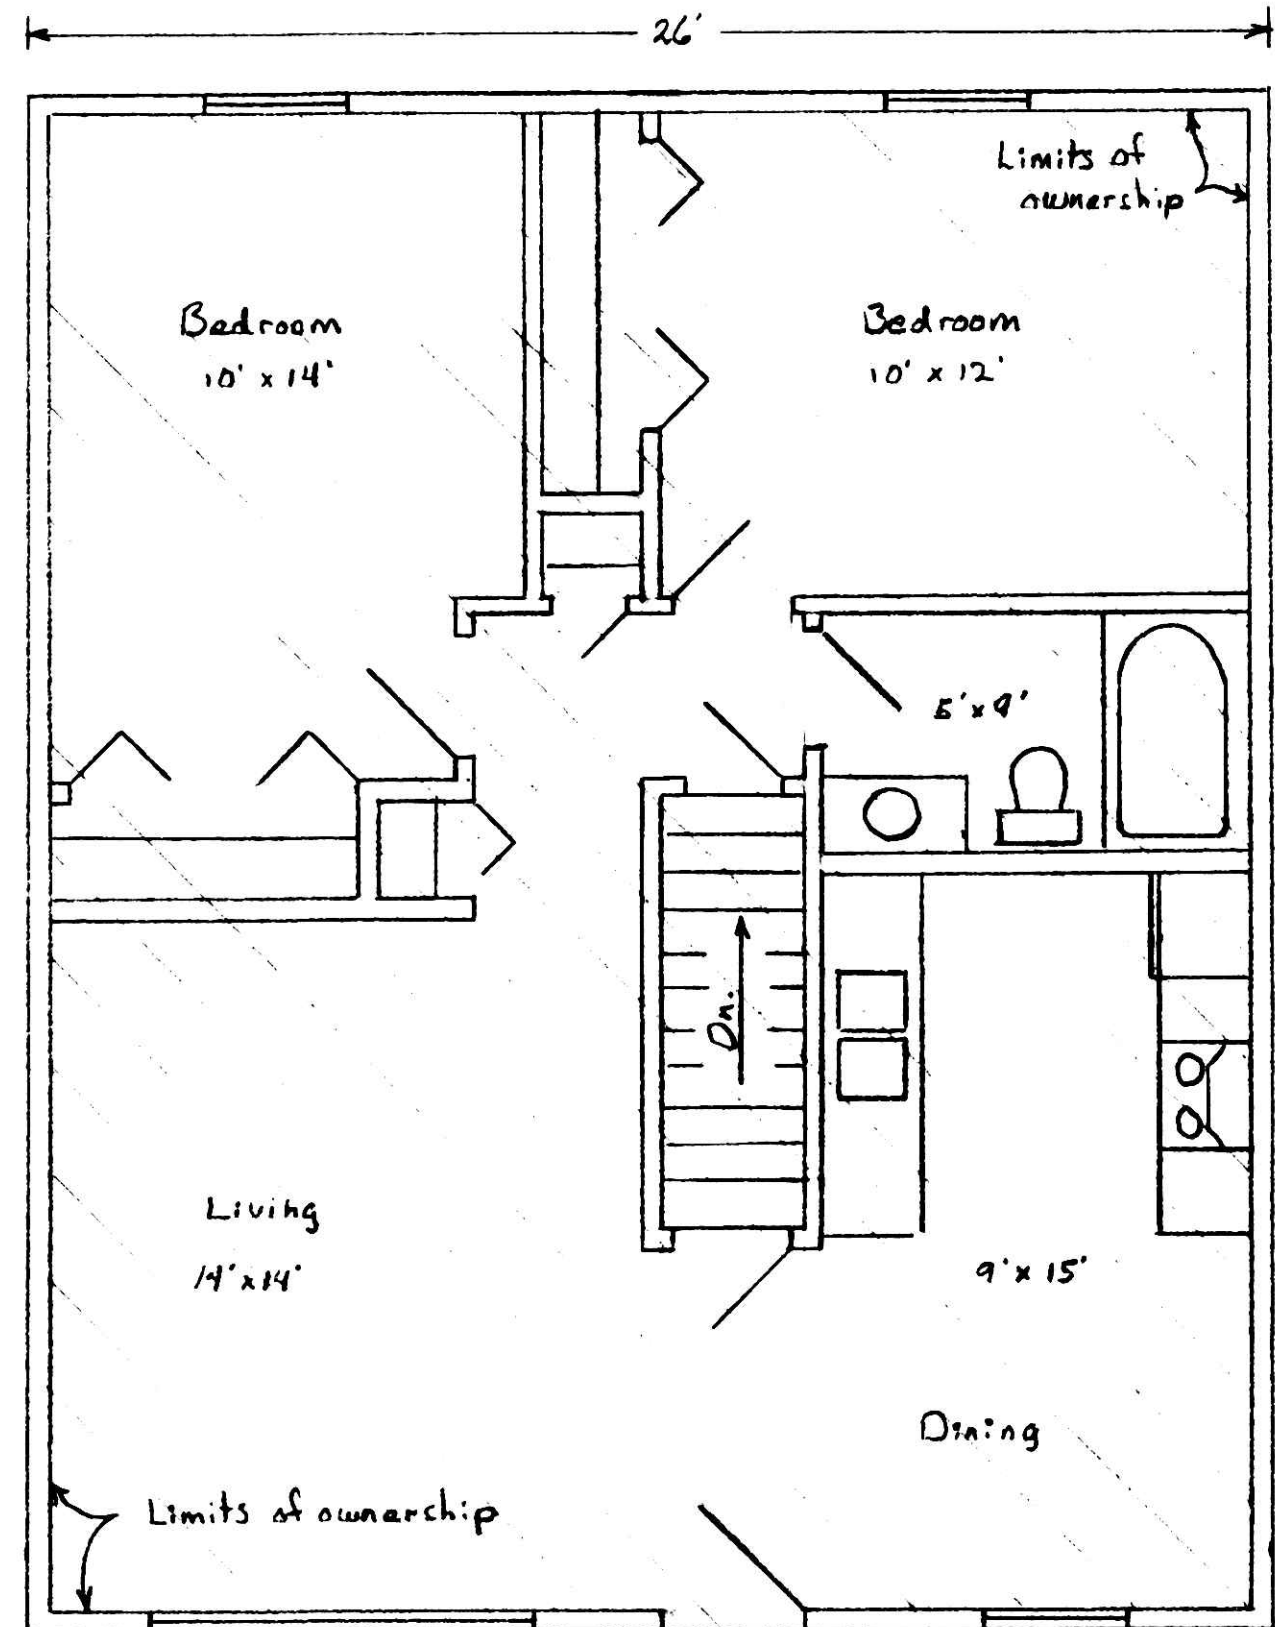 26'
Limits of
ownership
Bedroom
10' x 14'
Bedroom
10' x 12'
5' x 9'
Dn.
Living
14' x 14'
9' x 15'
Dining
Limits of ownership